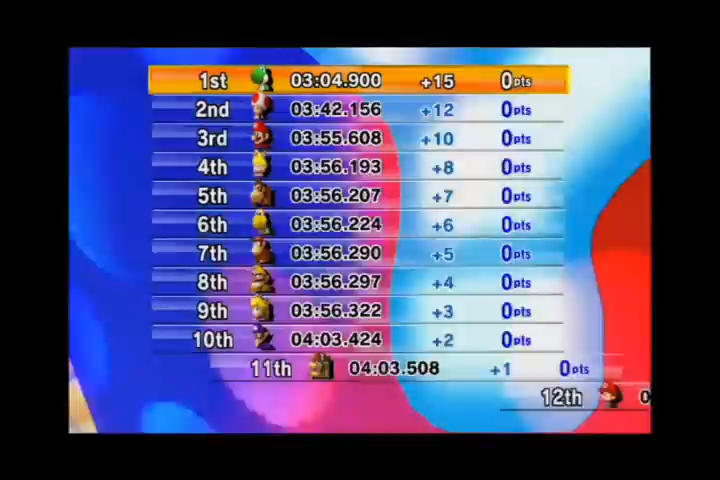 1st 03:04.900 +15 0pts
2nd 03:42.156 +12 0pts
3rd 03:55.608 +10 0pts
4th 03:56.193 +8 0pts
5th 03:56.207 +7 0pts
6th 03:56.224 +6 0pts
7th 03:56.290 +5 0pts
8th 03:56.297 +4 0pts
9th 03:56.322 +3 0pts
10th 04:03.424 +2 0pts
11th 04:03.508 +1 0pts
12th 0